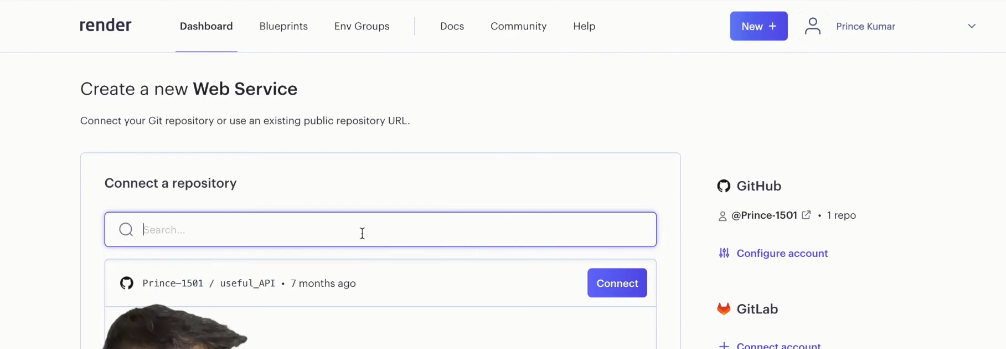 render Dashboard Blueprints Env Groups Docs Community Help New + Prince Kumar
Create a new Web Service
Connect your Git repository or use an existing public repository URL.
Connect a repository
Search...
Prince-1501 / useful_API • 7 months ago Connect
GitHub
@Prince-1501 • 1 repo
Configure account
GitLab
+ Connect account